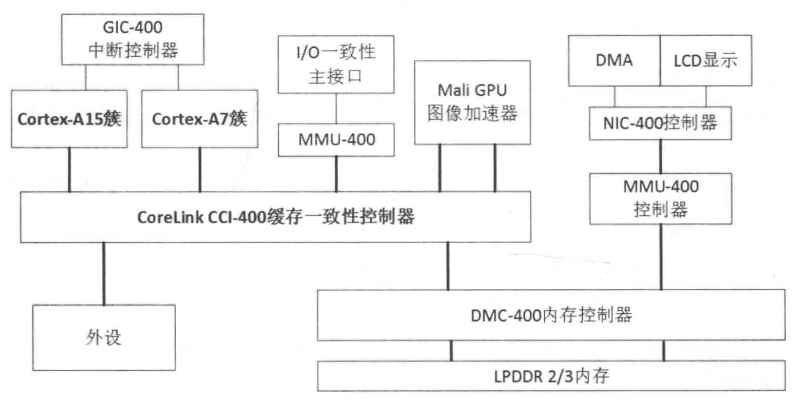 GIC-400
中断控制器
I/O一致性
主接口
DMA
LCD显示
Mali GPU
图像加速器
Cortex-A15簇
Cortex-A7簇
MMU-400
NIC-400控制器
MMU-400
控制器
CoreLink CCI-400缓存一致性控制器
外设
DMC-400内存控制器
LPDDR 2/3内存